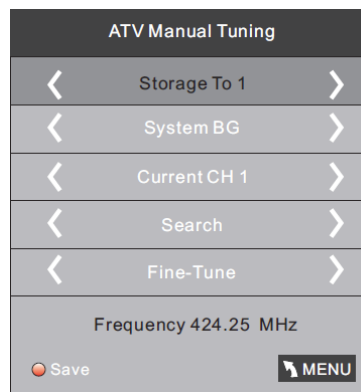 ATV Manual Tuning
Storage To 1
System BG
Current CH 1
Search
Fine-Tune
Frequency 424.25 MHz
Save
MENU